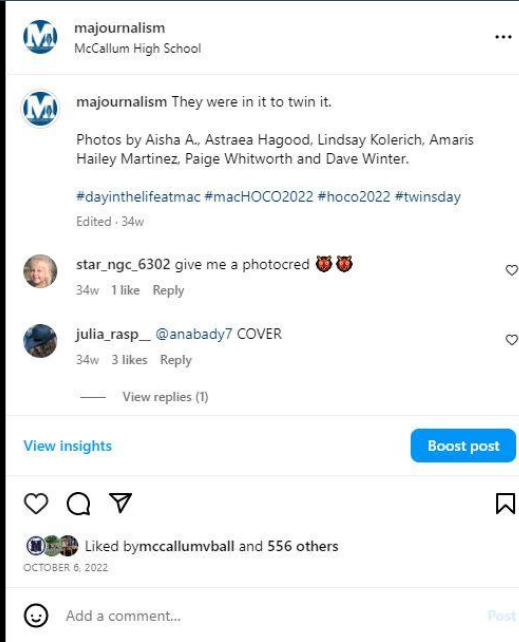 majournalism
McCallum High School
majournalism They were in it to twin it.
Photos by Aisha A., Astraea Hagood, Lindsay Kolerich, Amaris
Hailey Martinez, Paige Whitworth and Dave Winter.
#dayinthelifeatmac #macHOCO2022 #hoco2022 #twinsday
Edited · 34w
star_ngc_6302 give me a photocred 👹👹
34w 1 like Reply
julia_rasp__ @anabady7 COVER
34w 3 likes Reply
View replies (1)
View insights
Boost post
Liked bymccallumvball and 556 others
OCTOBER 6, 2022
Add a comment...
Post